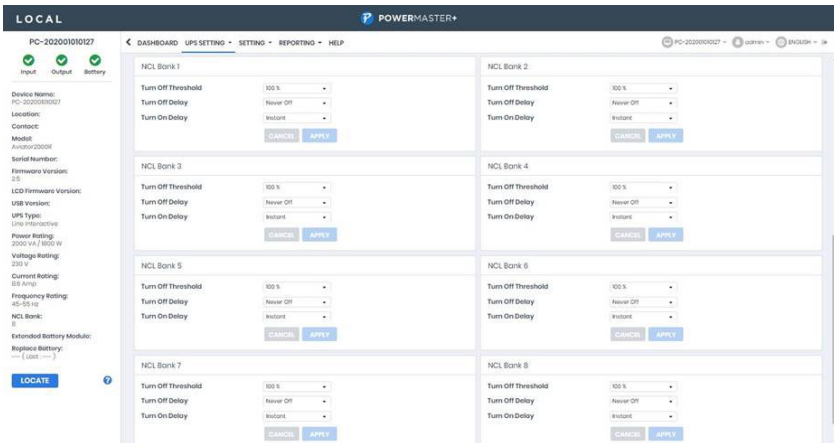 LOCAL
POWERMASTER+
PC-202001010127
Input Output Battery
Device Name:
PC-202001010127
Location:
Contact:
Model:
Aviator2000R
Serial Number:
Firmware Version:
2.5
LCD Firmware Version:
USB Version:
UPS Type:
Line Interactive
Power Rating:
2000 VA / 1800 W
Voltage Rating:
230 V
Current Rating:
8.6 Amp
Frequency Rating:
45-55 Hz
NCL Bank:
8
Extended Battery Module:
Replace Battery:
--- ( Last : --- )
LOCATE
DASHBOARD UPS SETTING SETTING REPORTING HELP
PC-202001010127 admin ENGLISH
NCL Bank 1
Turn Off Threshold 100 %
Turn Off Delay Never Off
Turn On Delay Instant
CANCEL APPLY
NCL Bank 2
Turn Off Threshold 100 %
Turn Off Delay Never Off
Turn On Delay Instant
CANCEL APPLY
NCL Bank 3
Turn Off Threshold 100 %
Turn Off Delay Never Off
Turn On Delay Instant
CANCEL APPLY
NCL Bank 4
Turn Off Threshold 100 %
Turn Off Delay Never Off
Turn On Delay Instant
CANCEL APPLY
NCL Bank 5
Turn Off Threshold 100 %
Turn Off Delay Never Off
Turn On Delay Instant
CANCEL APPLY
NCL Bank 6
Turn Off Threshold 100 %
Turn Off Delay Never Off
Turn On Delay Instant
CANCEL APPLY
NCL Bank 7
Turn Off Threshold 100 %
Turn Off Delay Never Off
Turn On Delay Instant
CANCEL APPLY
NCL Bank 8
Turn Off Threshold 100 %
Turn Off Delay Never Off
Turn On Delay Instant
CANCEL APPLY